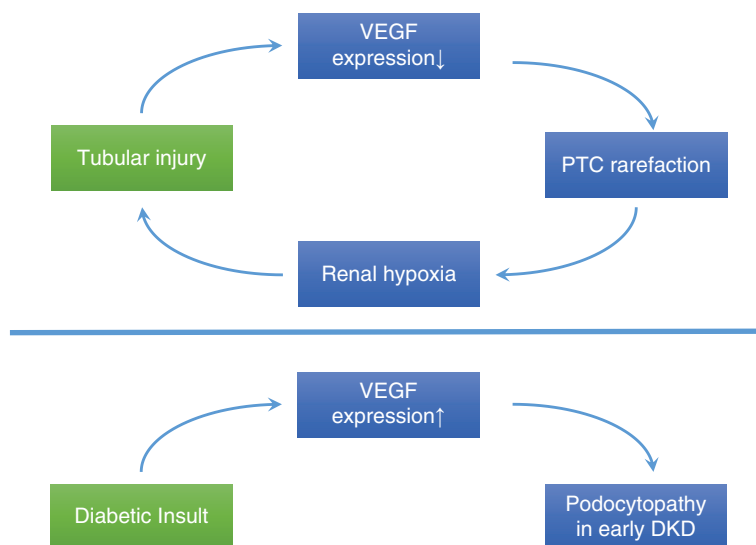 VEGF
expression↓
Tubular injury
PTC rarefaction
Renal hypoxia
VEGF
expression↑
Diabetic Insult
Podocytopathy
in early DKD